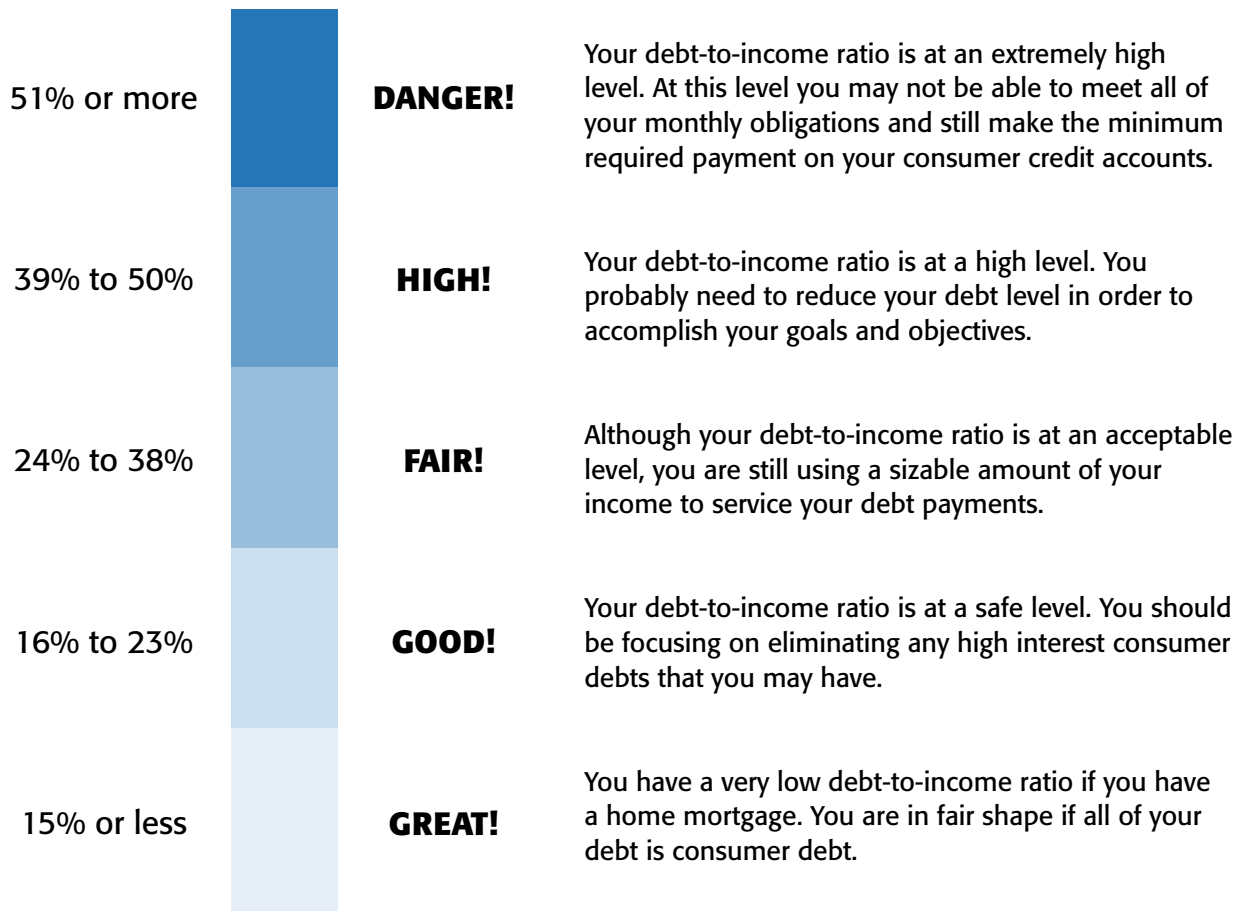 51% or more
DANGER!
Your debt-to-income ratio is at an extremely high
level. At this level you may not be able to meet all of
your monthly obligations and still make the minimum
required payment on your consumer credit accounts.
39% to 50%
HIGH!
Your debt-to-income ratio is at a high level. You
probably need to reduce your debt level in order to
accomplish your goals and objectives.
24% to 38%
FAIR!
Although your debt-to-income ratio is at an acceptable
level, you are still using a sizable amount of your
income to service your debt payments.
16% to 23%
GOOD!
Your debt-to-income ratio is at a safe level. You should
be focusing on eliminating any high interest consumer
debts that you may have.
15% or less
GREAT!
You have a very low debt-to-income ratio if you have
a home mortgage. You are in fair shape if all of your
debt is consumer debt.